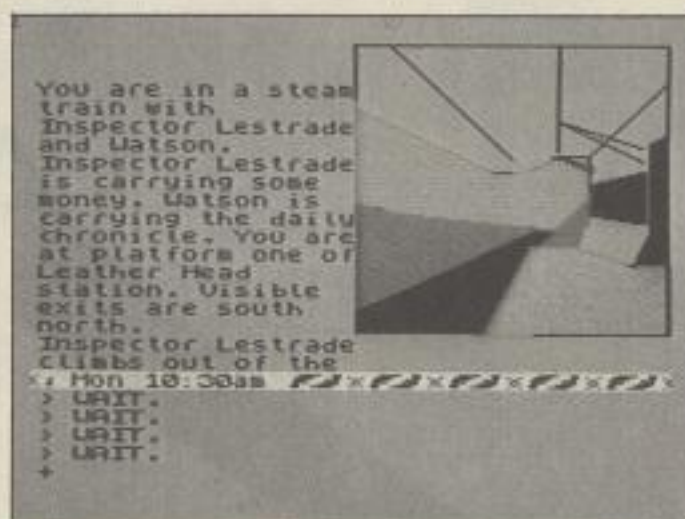 You are in a steam
train with
Inspector Lestrade
and Watson.
Inspector Lestrade
is carrying some
money. Watson is
carrying the daily
chronicle. You are
at platform one of
Leather Head
station. Visible
exits are south
north.
Inspector Lestrade
climbs out of the
Mon 10:30am
> WAIT.
> WAIT.
> WAIT.
> WAIT.
+